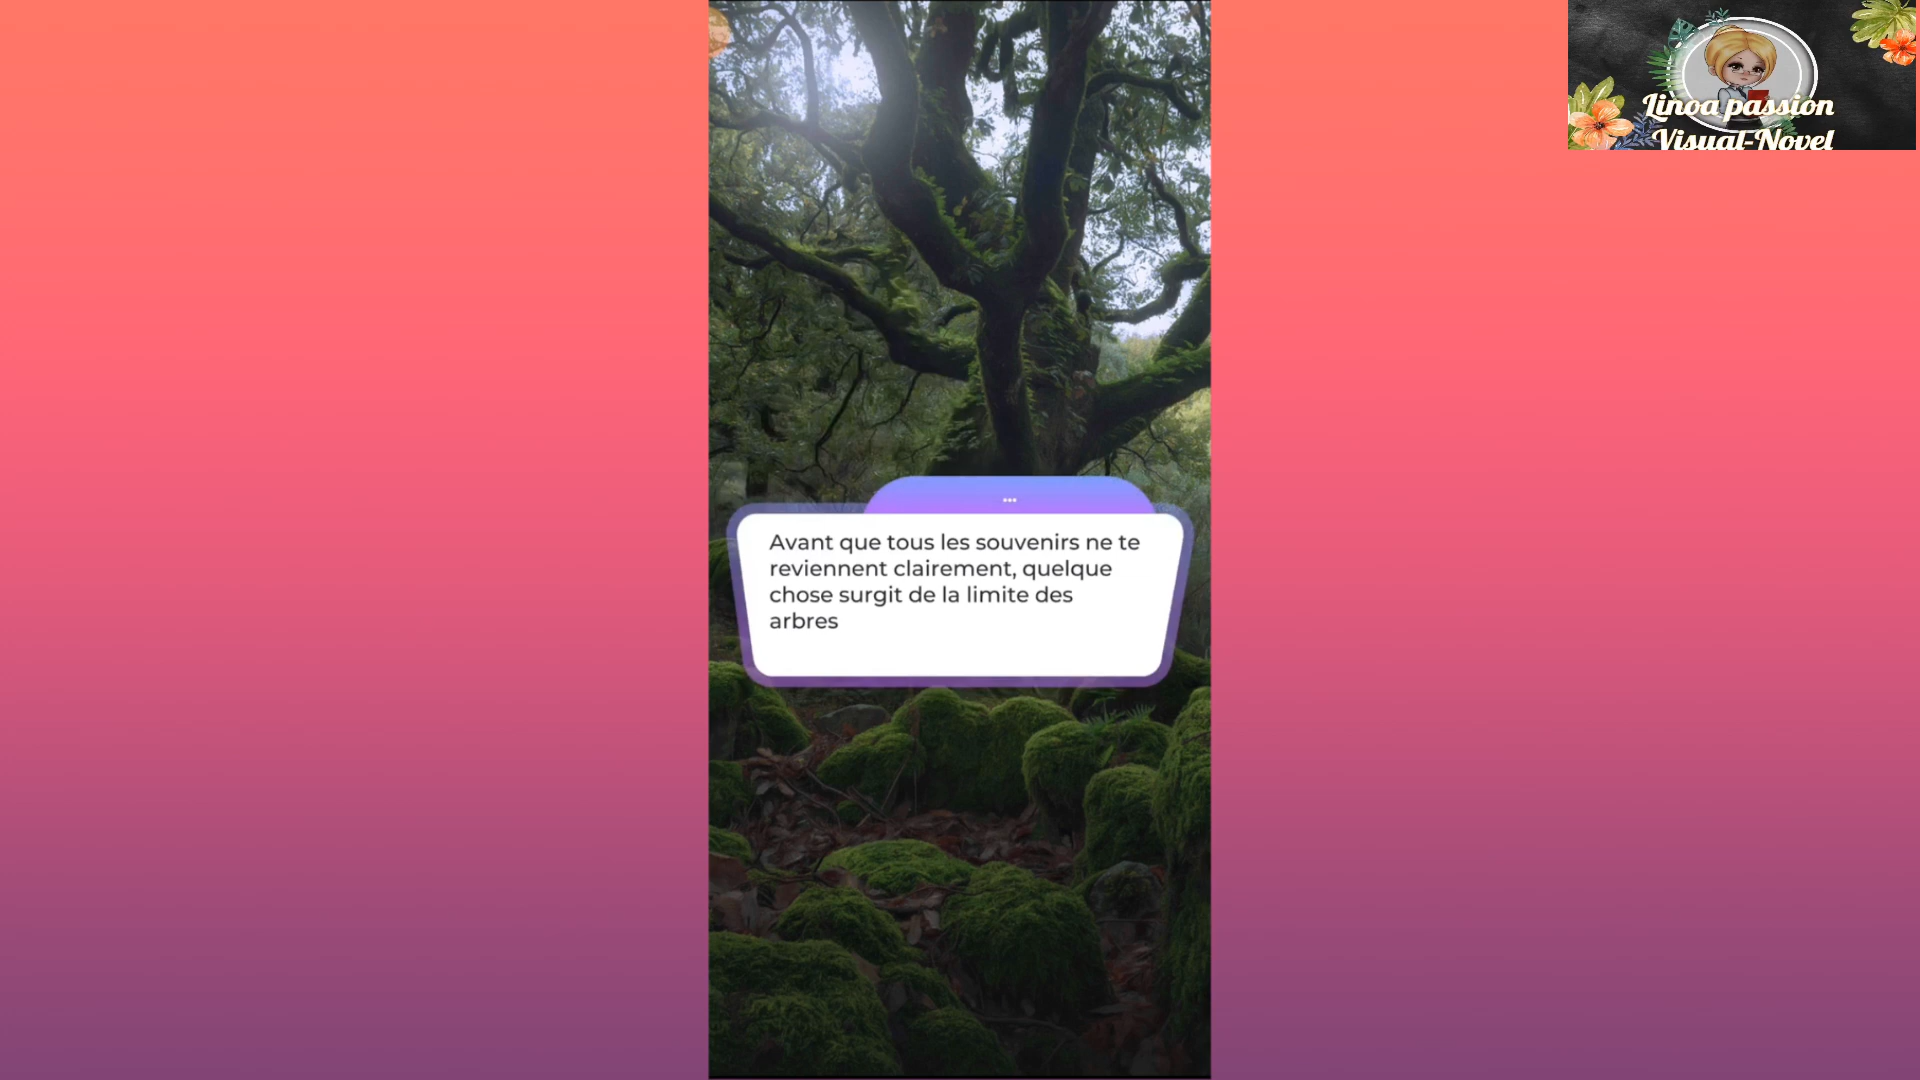 Linoa passion
Visual-Novel
...
Avant que tous les souvenirs ne te
reviennent clairement, quelque
chose surgit de la limite des
arbres